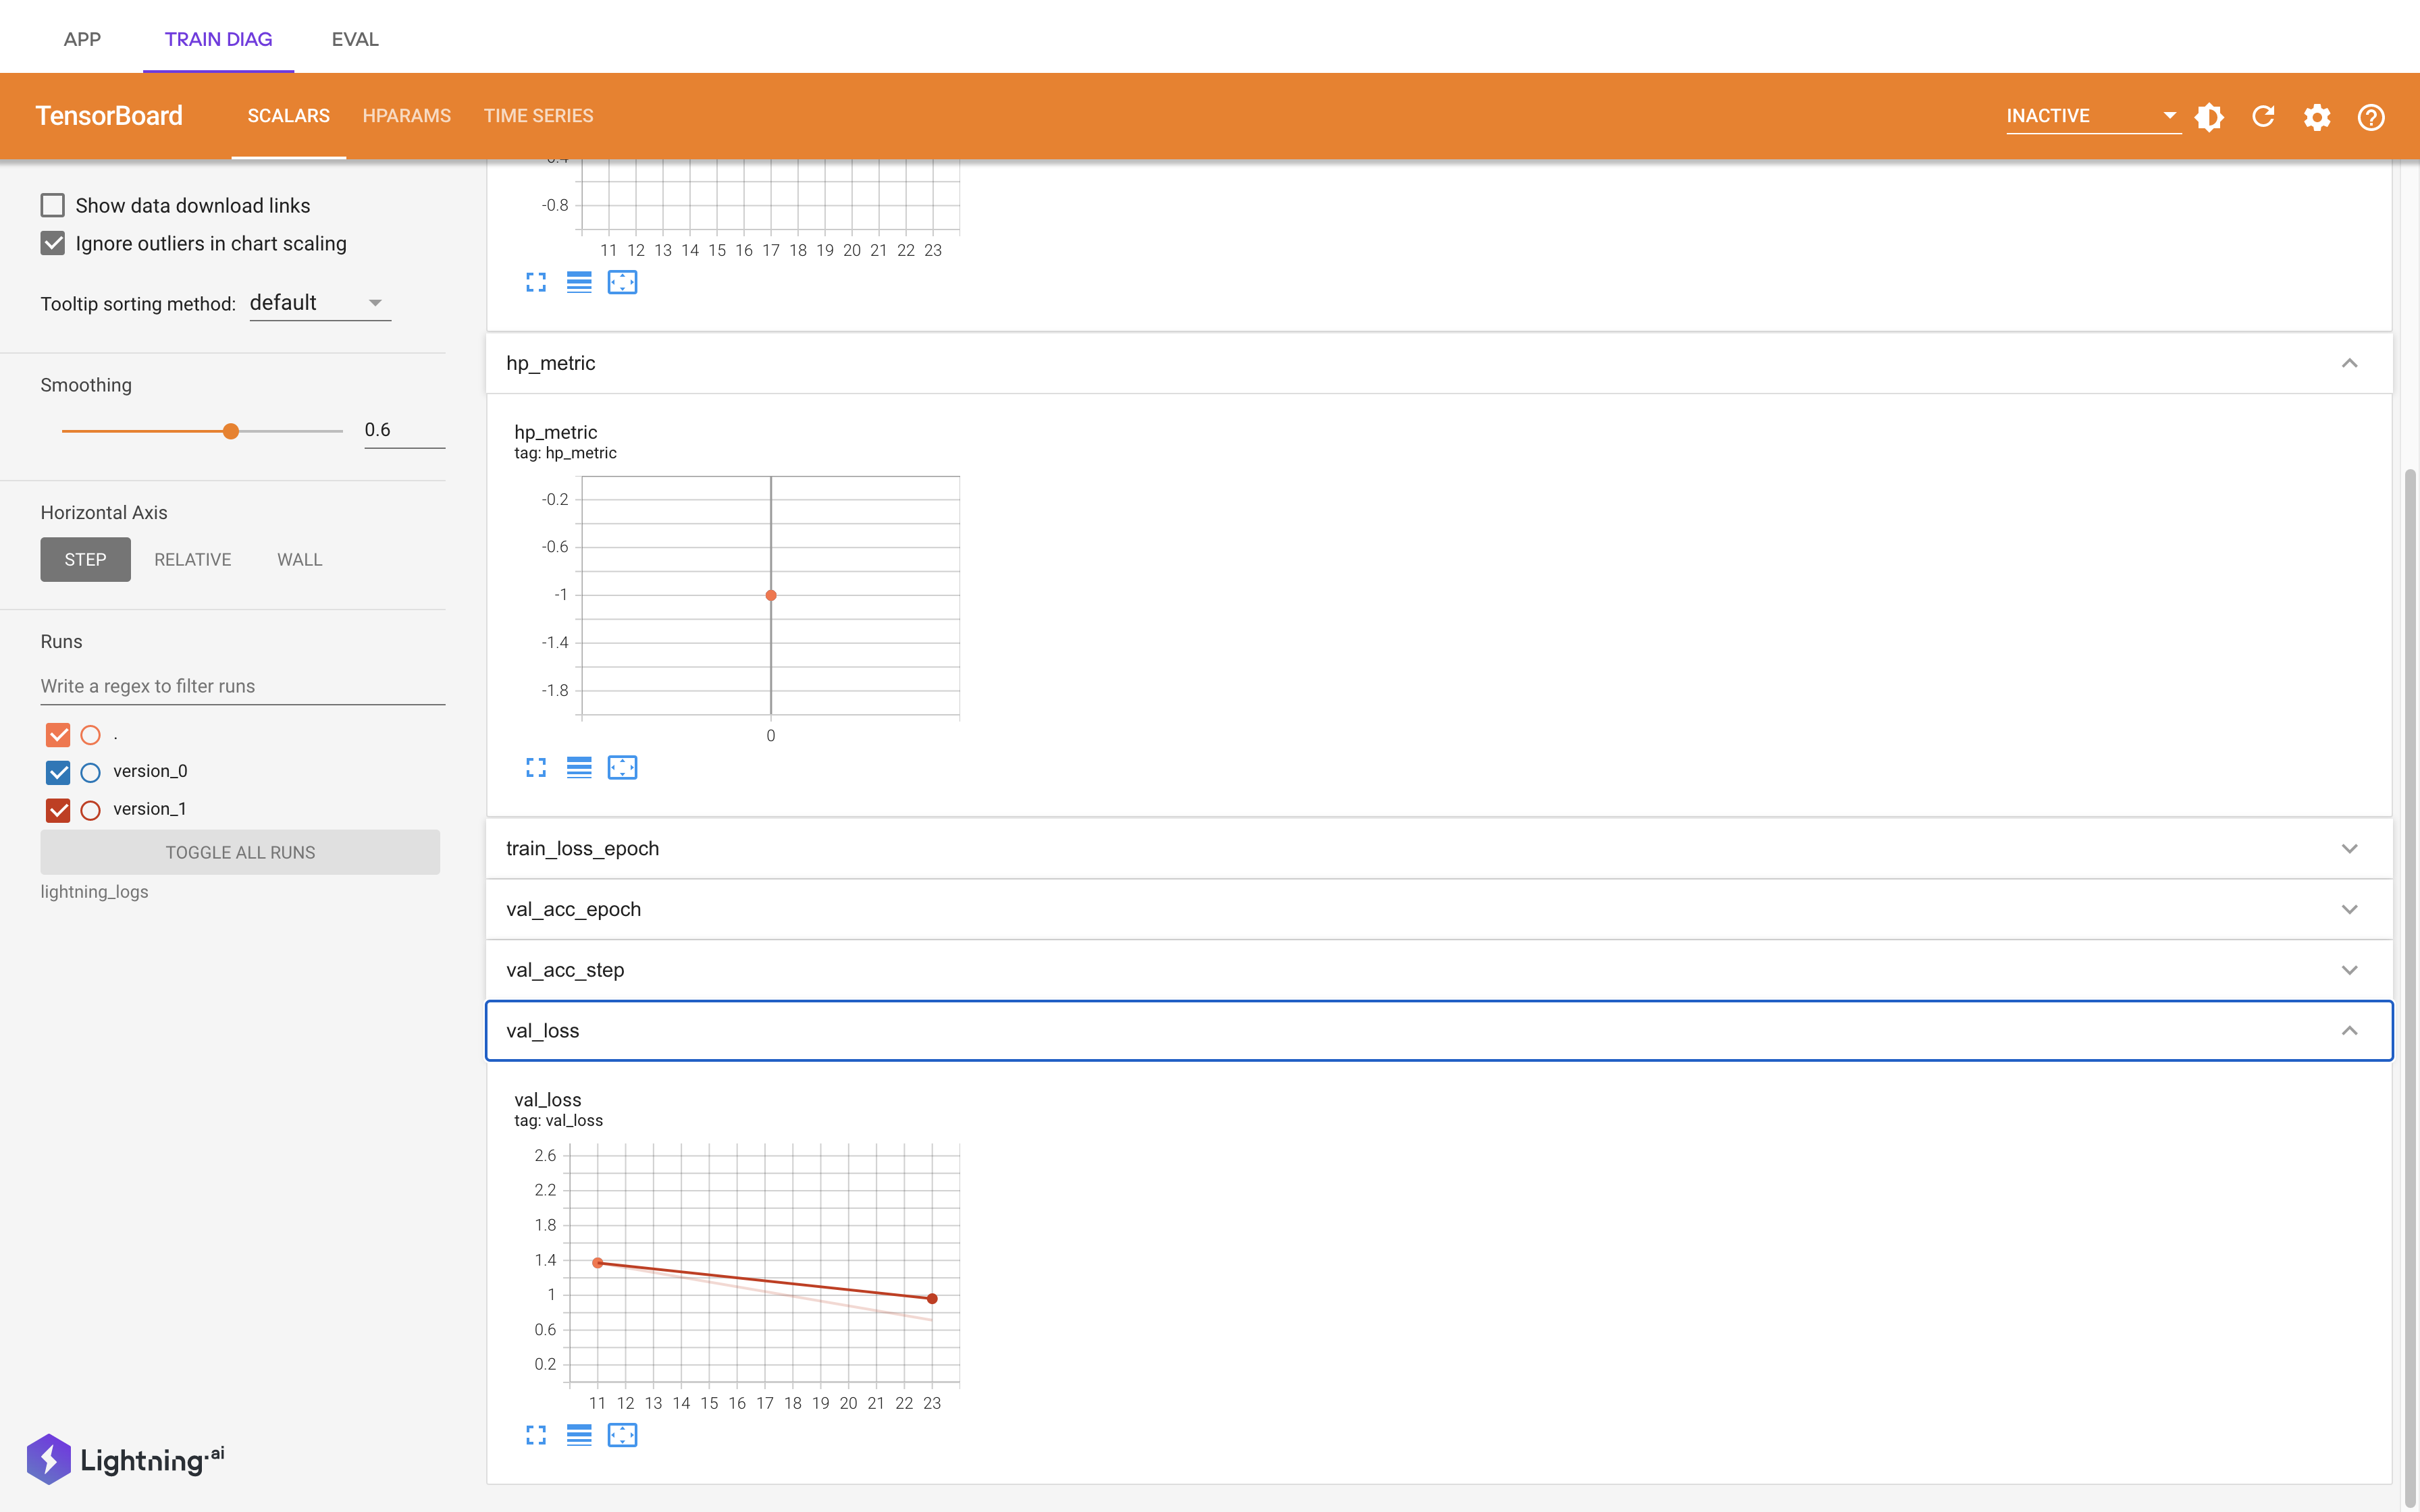 APP TRAIN DIAG EVAL
TensorBoard SCALARS HPARAMS TIME SERIES INACTIVE
Show data download links
Ignore outliers in chart scaling
Tooltip sorting method: default
Smoothing
0.6
Horizontal Axis
STEP RELATIVE WALL
Runs
Write a regex to filter runs
.
version_0
version_1
TOGGLE ALL RUNS
lightning_logs
Lightning.ai
-0.8
11 12 13 14 15 16 17 18 19 20 21 22 23
hp_metric
hp_metric
tag: hp_metric
-0.2
-0.6
-1
-1.4
-1.8
0
train_loss_epoch
val_acc_epoch
val_acc_step
val_loss
val_loss
tag: val_loss
2.6
2.2
1.8
1.4
1
0.6
0.2
11 12 13 14 15 16 17 18 19 20 21 22 23